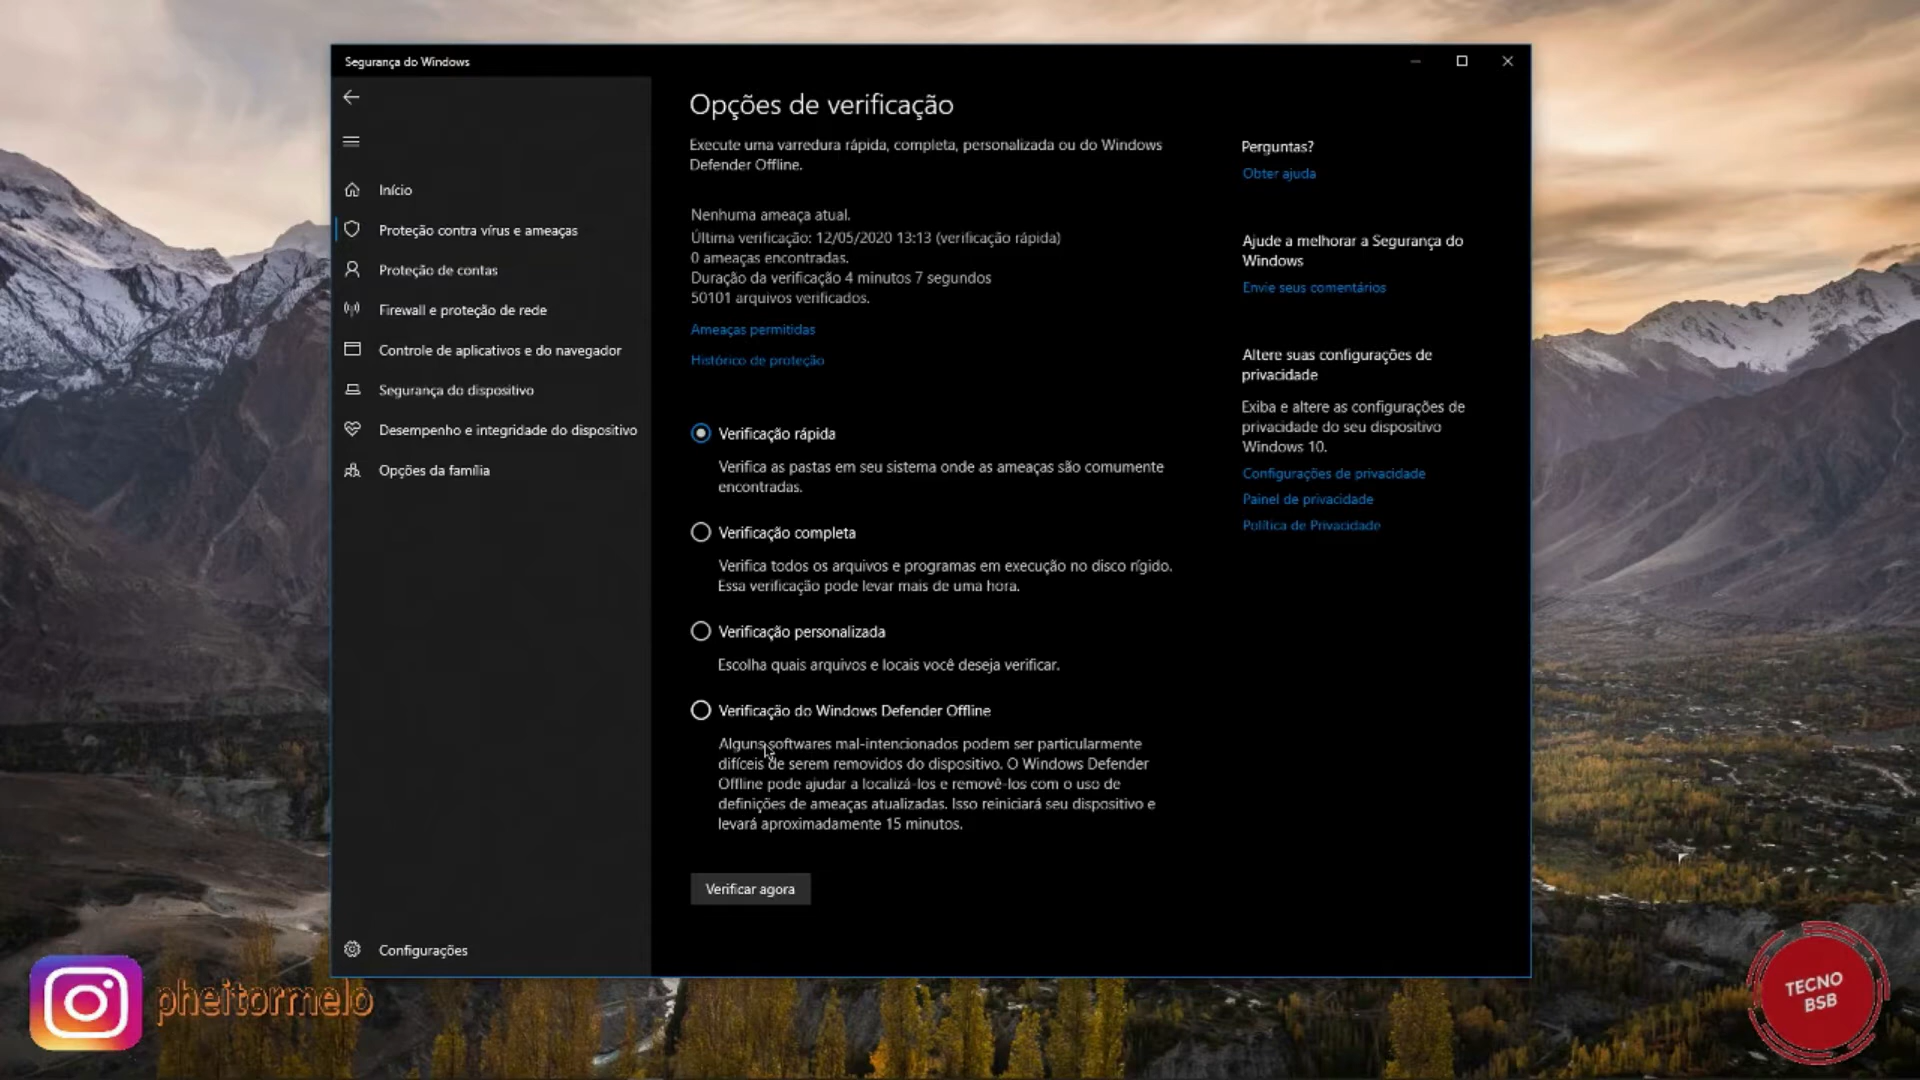 Segurança do Windows
Início
Proteção contra vírus e ameaças
Proteção de contas
Firewall e proteção de rede
Controle de aplicativos e do navegador
Segurança do dispositivo
Desempenho e integridade do dispositivo
Opções da família
Configurações
Opções de verificação
Execute uma varredura rápida, completa, personalizada ou do Windows
Defender Offline.
Nenhuma ameaça atual.
Última verificação: 12/05/2020 13:13 (verificação rápida)
0 ameaças encontradas.
Duração da verificação 4 minutos 7 segundos
50101 arquivos verificados.
Ameaças permitidas
Histórico de proteção
Verificação rápida
Verifica as pastas em seu sistema onde as ameaças são comumente
encontradas.
Verificação completa
Verifica todos os arquivos e programas em execução no disco rígido.
Essa verificação pode levar mais de uma hora.
Verificação personalizada
Escolha quais arquivos e locais você deseja verificar.
Verificação do Windows Defender Offline
Alguns softwares mal-intencionados podem ser particularmente
difíceis de serem removidos do dispositivo. O Windows Defender
Offline pode ajudar a localizá-los e removê-los com o uso de
definições de ameaças atualizadas. Isso reiniciará seu dispositivo e
levará aproximadamente 15 minutos.
Verificar agora
Perguntas?
Obter ajuda
Ajude a melhorar a Segurança do
Windows
Envie seus comentários
Altere suas configurações de
privacidade
Exiba e altere as configurações de
privacidade do seu dispositivo
Windows 10.
Configurações de privacidade
Painel de privacidade
Política de Privacidade
pheitormelo
TECNO
BSB